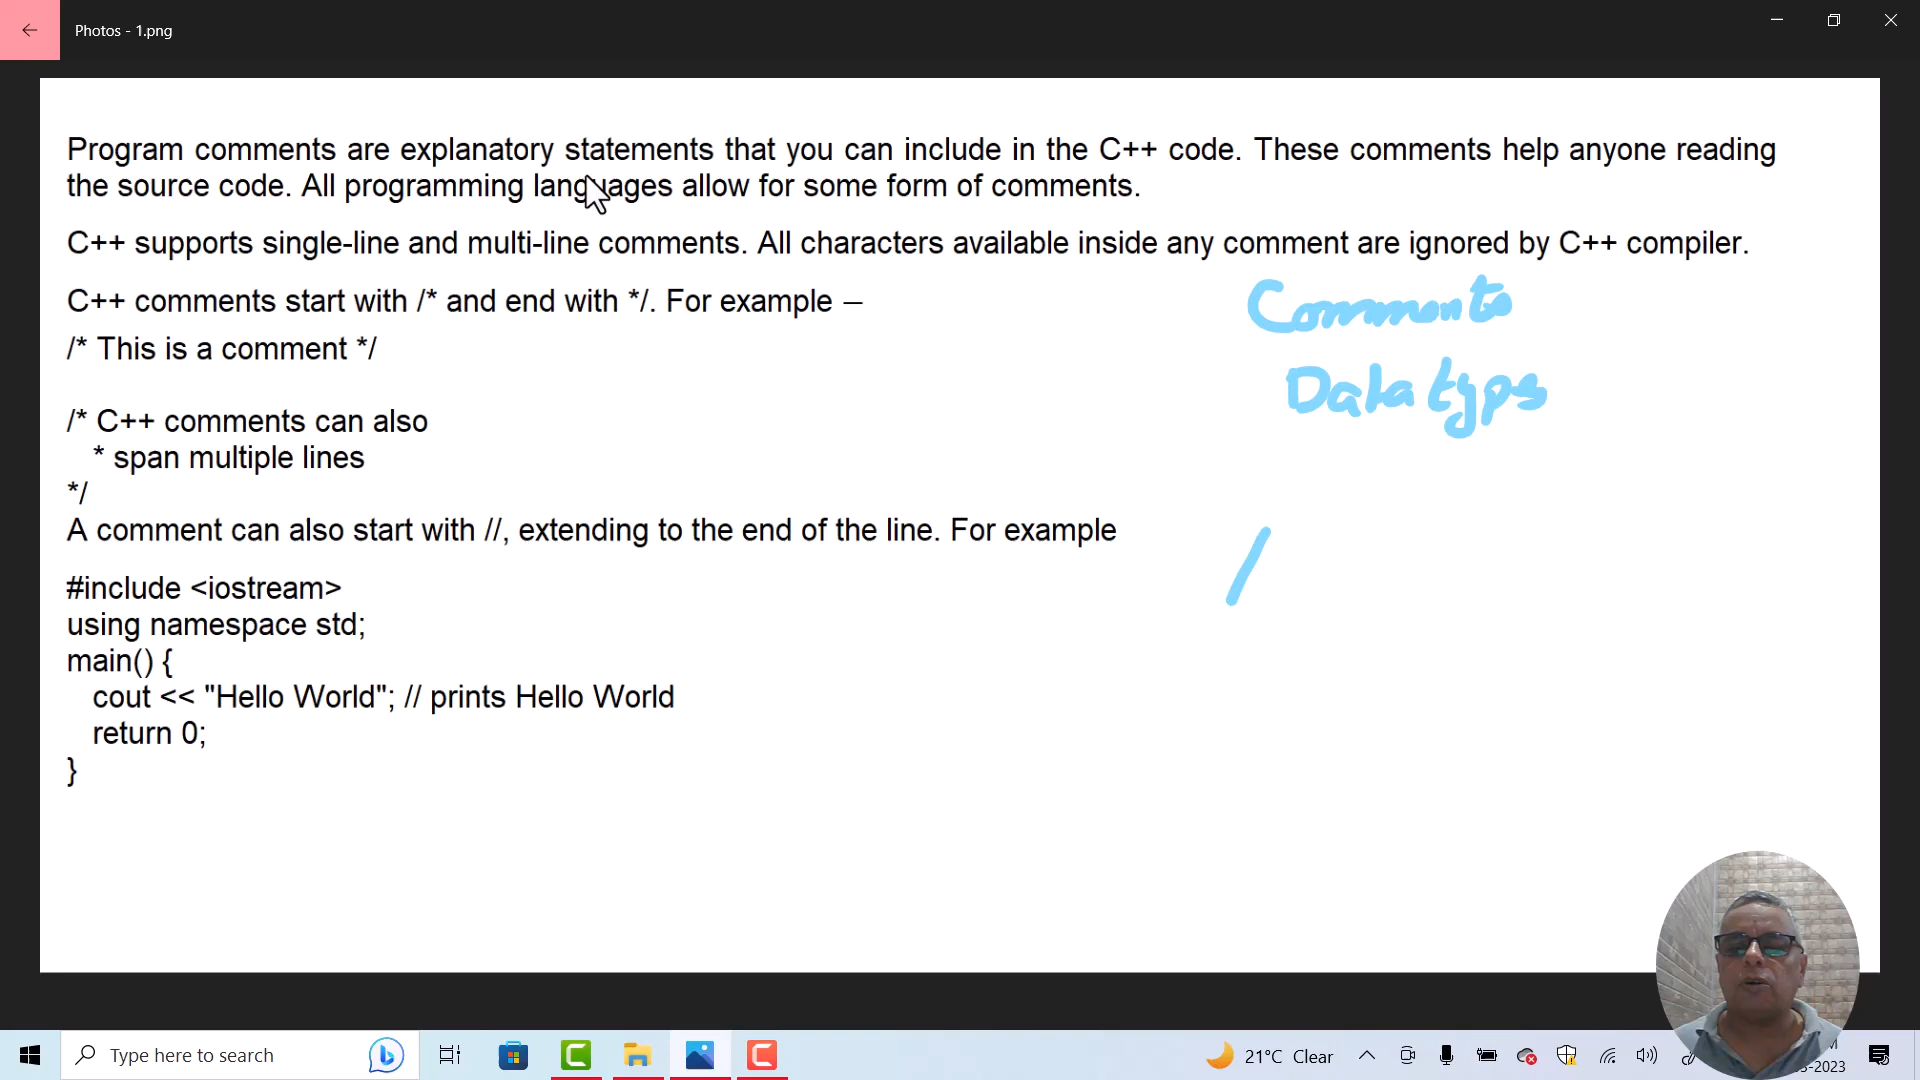 Photos - 1.png
Program comments are explanatory statements that you can include in the C++ code. These comments help anyone reading
the source code. All programming languages allow for some form of comments.
C++ supports single-line and multi-line comments. All characters available inside any comment are ignored by C++ compiler.
C++ comments start with /* and end with */. For example —
/* This is a comment */
/* C++ comments can also
* span multiple lines
*/
A comment can also start with //, extending to the end of the line. For example
#include <iostream>
using namespace std;
main() {
cout << "Hello World"; // prints Hello World
return 0;
}
Comments
Data types
/
Type here to search
21°C Clear